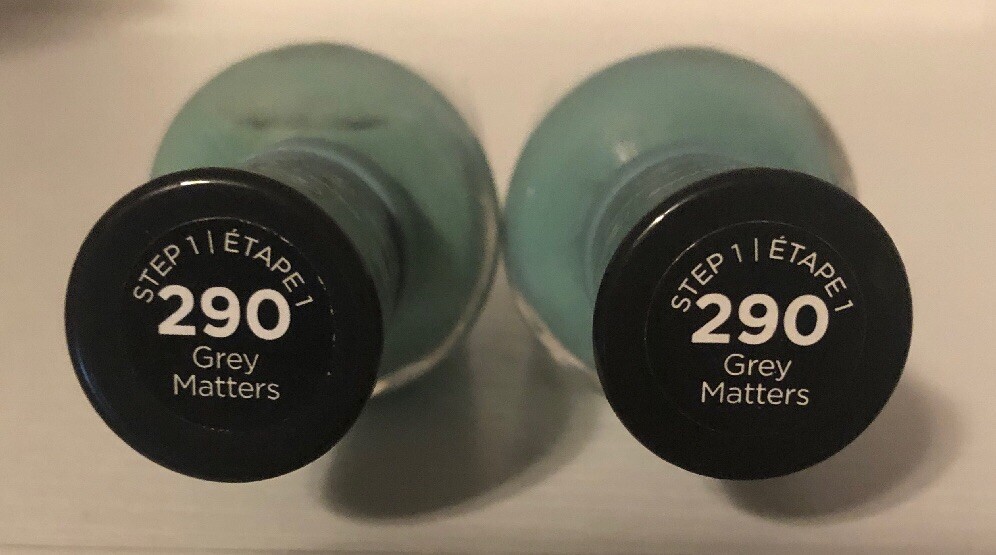 STEP 1 | ÉTAPE 1
290
Grey
Matters
STEP 1 | ÉTAPE 1
290
Grey
Matters